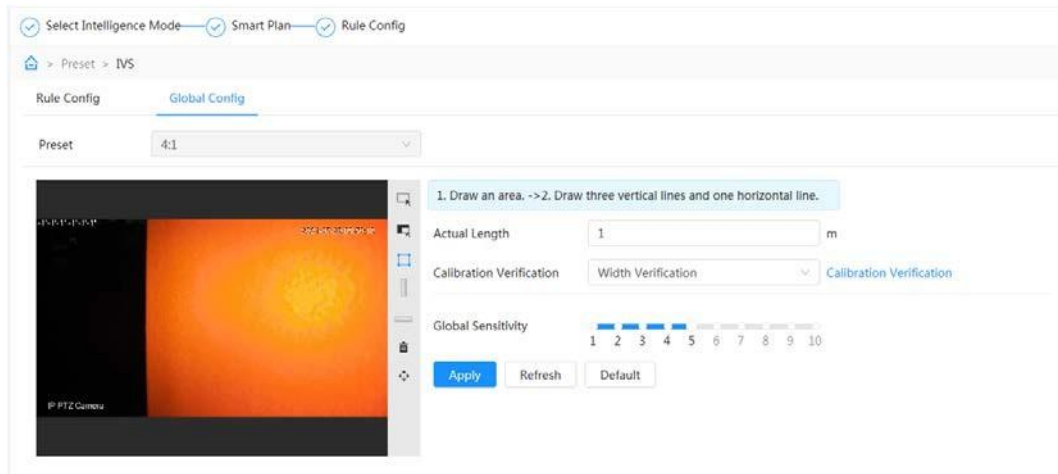 Select Intelligence Mode Smart Plan Rule Config
> Preset > IVS
Rule Config Global Config
Preset 4:1
1. Draw an area. ->2. Draw three vertical lines and one horizontal line.
Actual Length 1 m
Calibration Verification Width Verification Calibration Verification
Global Sensitivity
1 2 3 4 5 6 7 8 9 10
Apply Refresh Default
IP PTZ Camera